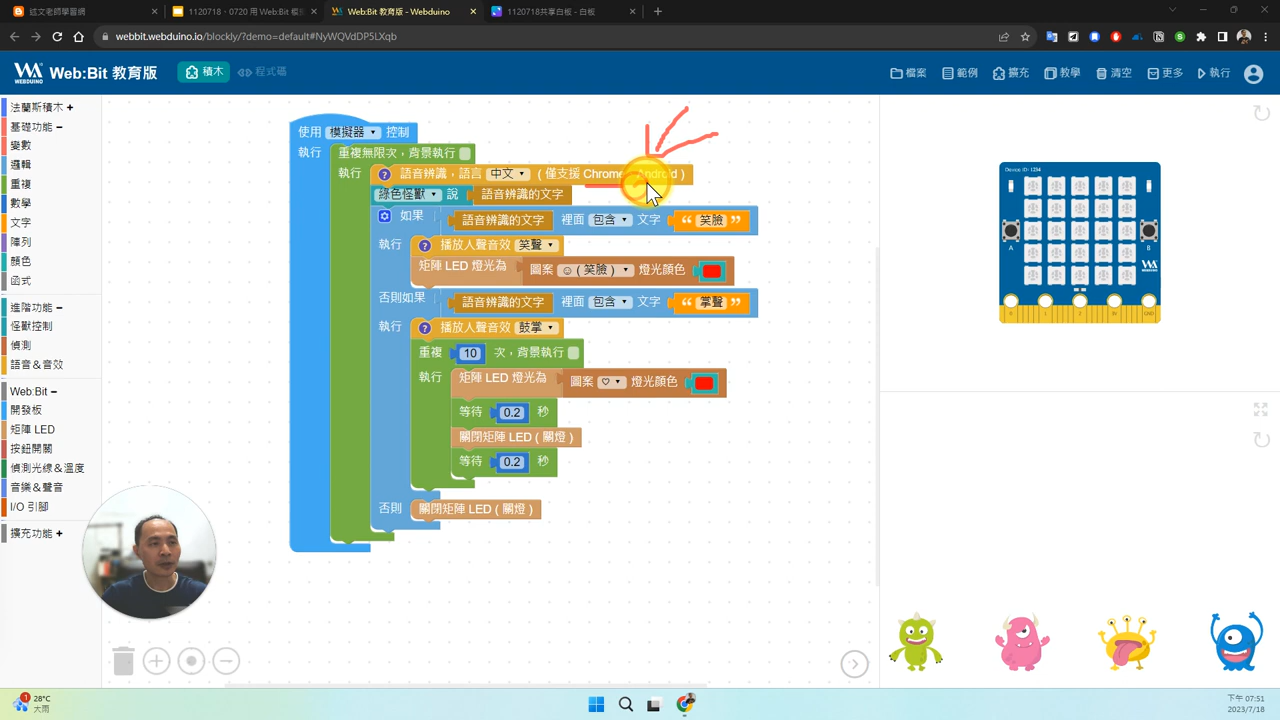 述文老師學習網
1120718、0720 用 Web:Bit 模
Web:Bit 教育版 - Webduino
1120718共享白板 - 白板
webbit.webduino.io/blockly/?demo=default#NyWQVdDP5LXqb
WEBDUINO
Web:Bit 教育版
積木
程式碼
檔案
範例
擴充
教學
清空
更多
執行
法蘭斯積木
基礎功能
變數
邏輯
重複
數學
文字
陣列
顏色
函式
進階功能
怪獸控制
偵測
語音＆音效
Web:Bit
開發板
矩陣 LED
按鈕開關
偵測光線＆溫度
音樂＆聲音
I/O 引腳
擴充功能
使用 模擬器 控制
執行 重複無限次，背景執行
執行 語音辨識，語言 中文 ( 僅支援 Chrome
綠色怪獸 說 語音辨識的文字
如果 語音辨識的文字 裡面 包含 文字 “ 笑臉 ”
執行 播放人聲音效 笑聲
矩陣 LED 燈光為 圖案 ☺ ( 笑臉 ) 燈光顏色
否則如果 語音辨識的文字 裡面 包含 文字 “ 掌聲 ”
執行 播放人聲音效 鼓掌
重複 10 次，背景執行
執行 矩陣 LED 燈光為 圖案 ♡ 燈光顏色
等待 0.2 秒
關閉矩陣 LED ( 關燈 )
等待 0.2 秒
否則 關閉矩陣 LED ( 關燈 )
Device ID: 1234
A
B
28°C
大雨
下午 07:51
2023/7/18